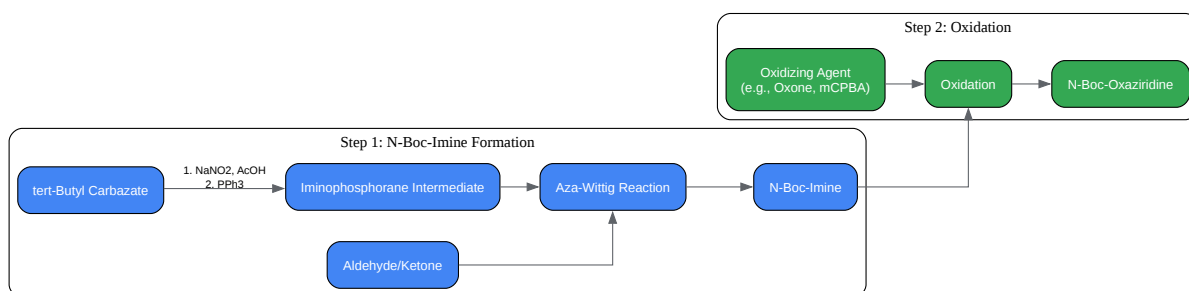 Step 2: Oxidation
Oxidizing Agent
(e.g., Oxone, mCPBA)
Oxidation
N-Boc-Oxaziridine
Step 1: N-Boc-Imine Formation
tert-Butyl Carbazate
1. NaNO2, AcOH
2. PPh3
Iminophosphorane Intermediate
Aza-Wittig Reaction
N-Boc-Imine
Aldehyde/Ketone